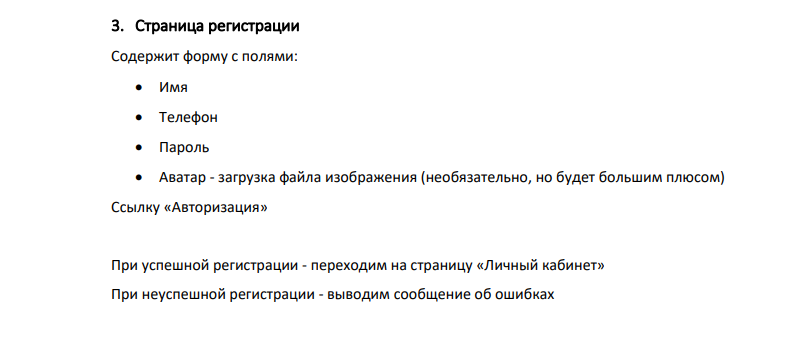 3. Страница регистрации
Содержит форму с полями:
• Имя
• Телефон
• Пароль
• Аватар - загрузка файла изображения (необязательно, но будет большим плюсом)
Ссылку «Авторизация»
При успешной регистрации - переходим на страницу «Личный кабинет»
При неуспешной регистрации - выводим сообщение об ошибках